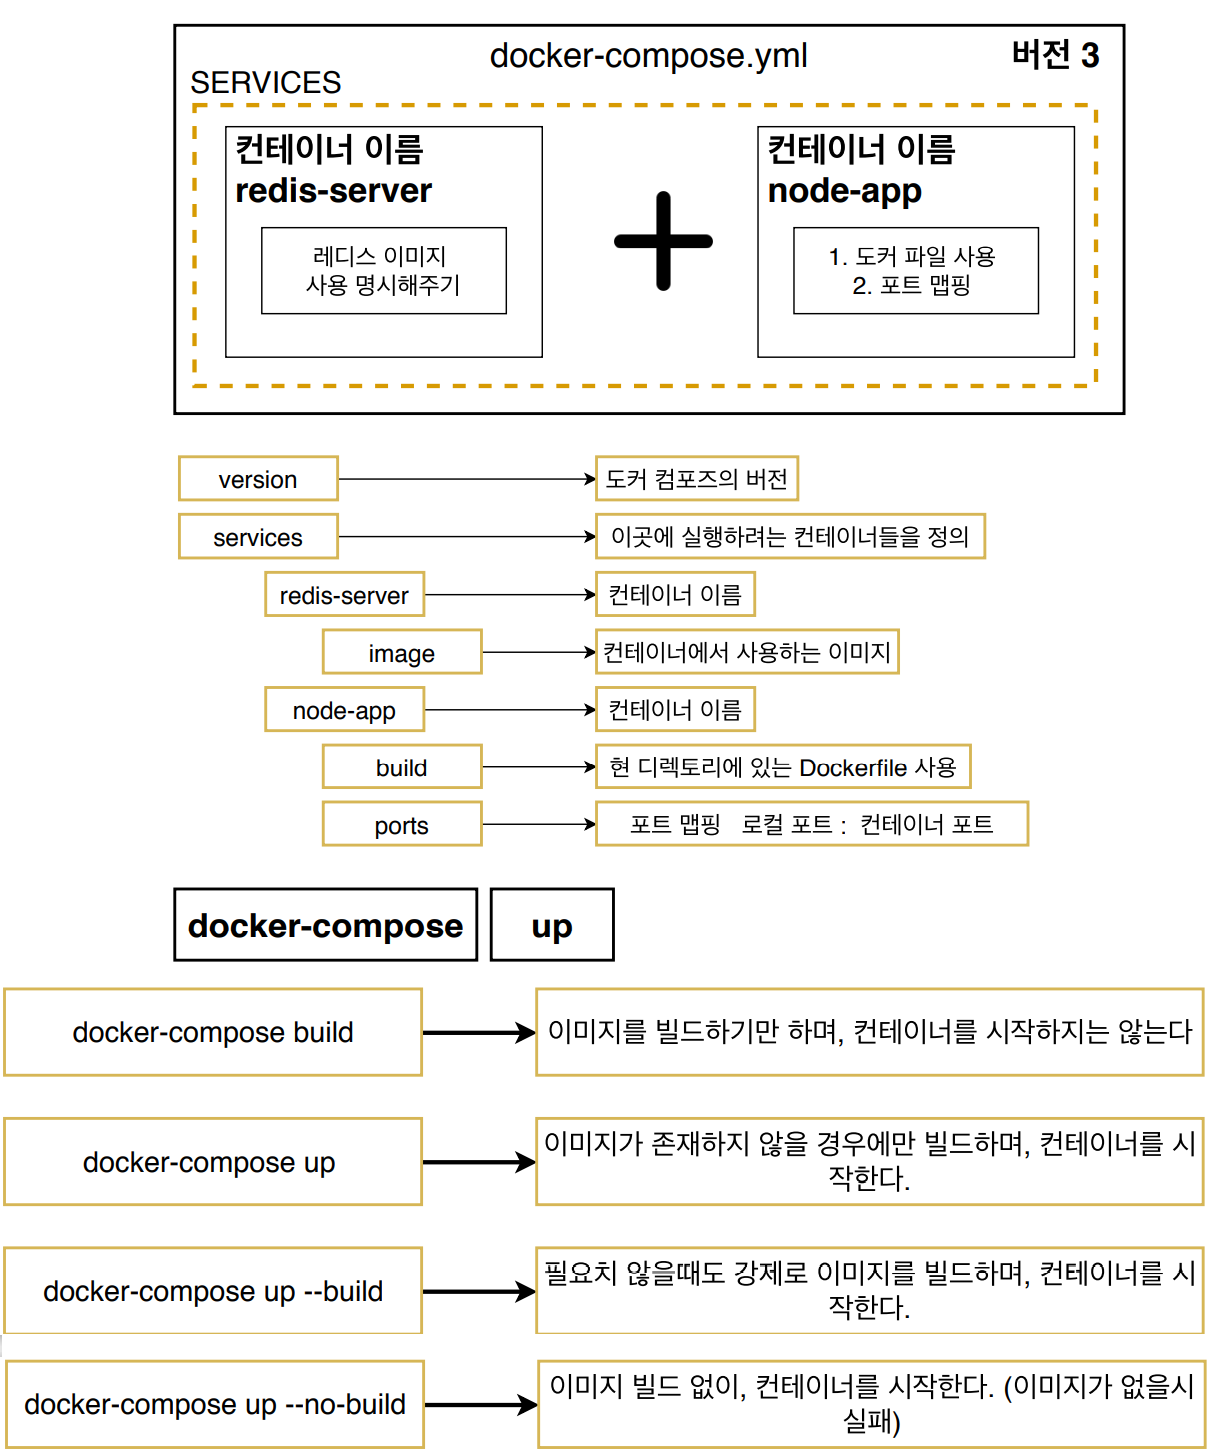 docker-compose.yml
버전 3
SERVICES
컨테이너 이름
redis-server
레디스 이미지
사용 명시해주기
컨테이너 이름
node-app
1. 도커 파일 사용
2. 포트 맵핑
version
도커 컴포즈의 버전
services
이곳에 실행하려는 컨테이너들을 정의
redis-server
컨테이너 이름
image
컨테이너에서 사용하는 이미지
node-app
컨테이너 이름
build
현 디렉토리에 있는 Dockerfile 사용
ports
포트 맵핑 로컬 포트 : 컨테이너 포트
docker-compose
up
docker-compose build
이미지를 빌드하기만 하며, 컨테이너를 시작하지는 않는다
docker-compose up
이미지가 존재하지 않을 경우에만 빌드하며, 컨테이너를 시
작한다.
docker-compose up --build
필요치 않을때도 강제로 이미지를 빌드하며, 컨테이너를 시
작한다.
docker-compose up --no-build
이미지 빌드 없이, 컨테이너를 시작한다. (이미지가 없을시
실패)